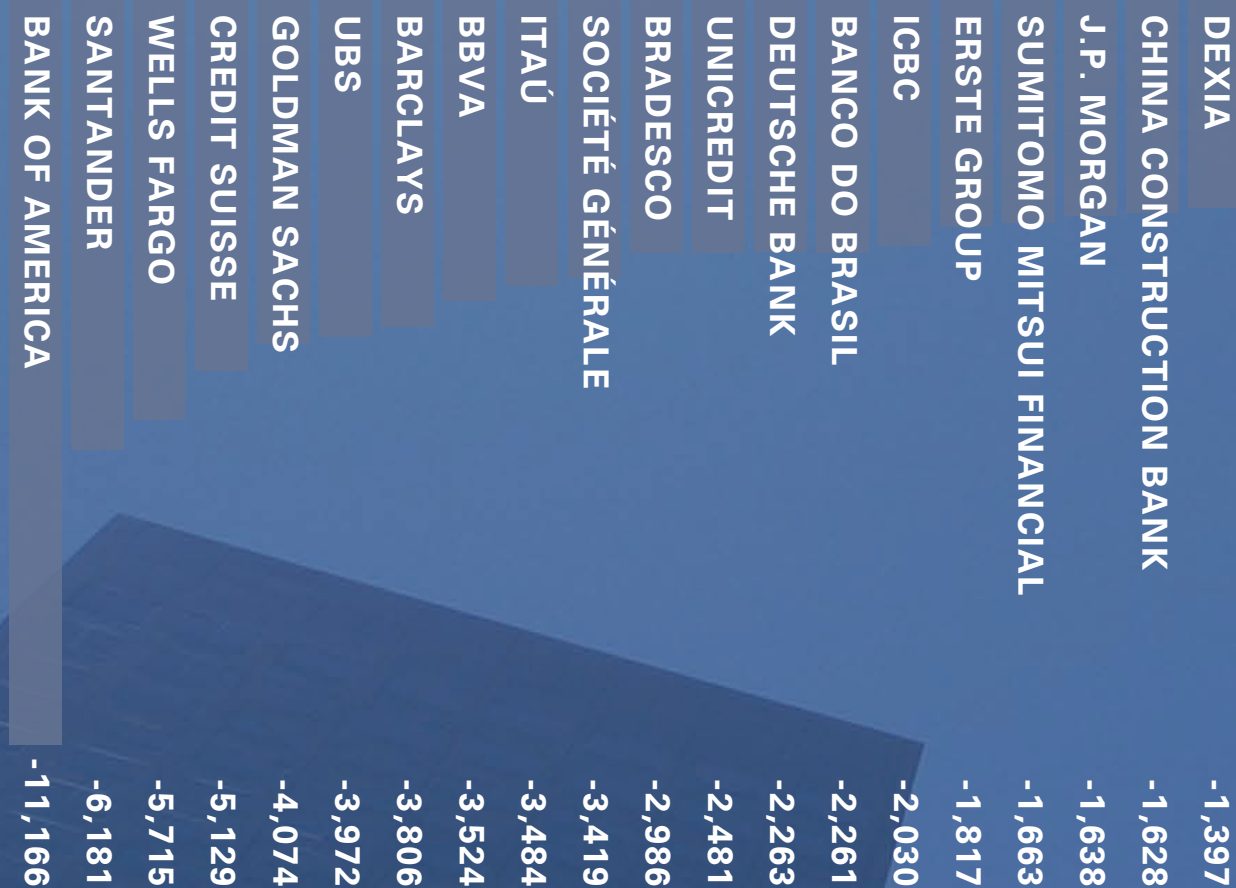 DEXIA -1,397
CHINA CONSTRUCTION BANK -1,628
J.P. MORGAN -1,638
SUMITOMO MITSUI FINANCIAL -1,663
ERSTE GROUP -1,817
ICBC -2,030
BANCO DO BRASIL -2,261
DEUTSCHE BANK -2,263
UNICREDIT -2,481
BRADESCO -2,986
SOCIÉTÉ GÉNÉRALE -3,419
ITAÚ -3,484
BBVA -3,524
BARCLAYS -3,806
UBS -3,972
GOLDMAN SACHS -4,074
CREDIT SUISSE -5,129
WELLS FARGO -5,715
SANTANDER -6,181
BANK OF AMERICA -11,166